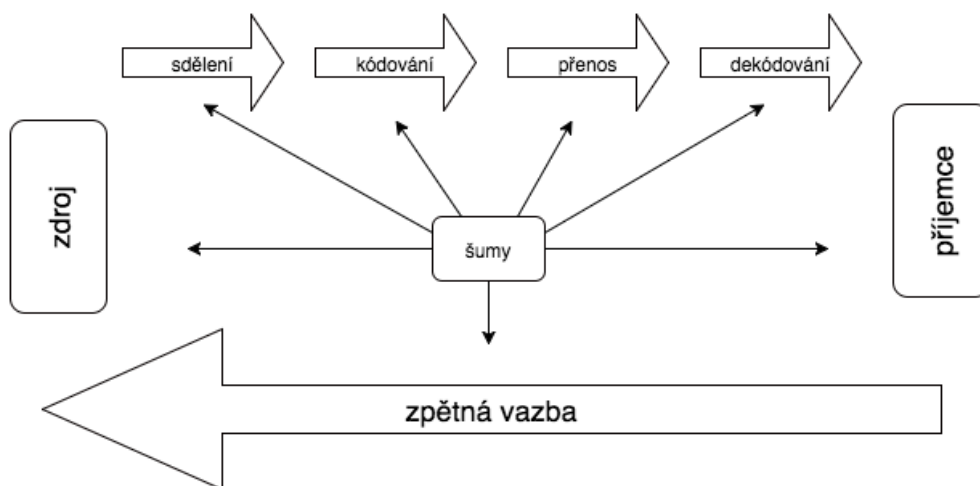 sdělení
kódování
přenos
dekódování
zdroj
šumy
příjemce
zpětná vazba